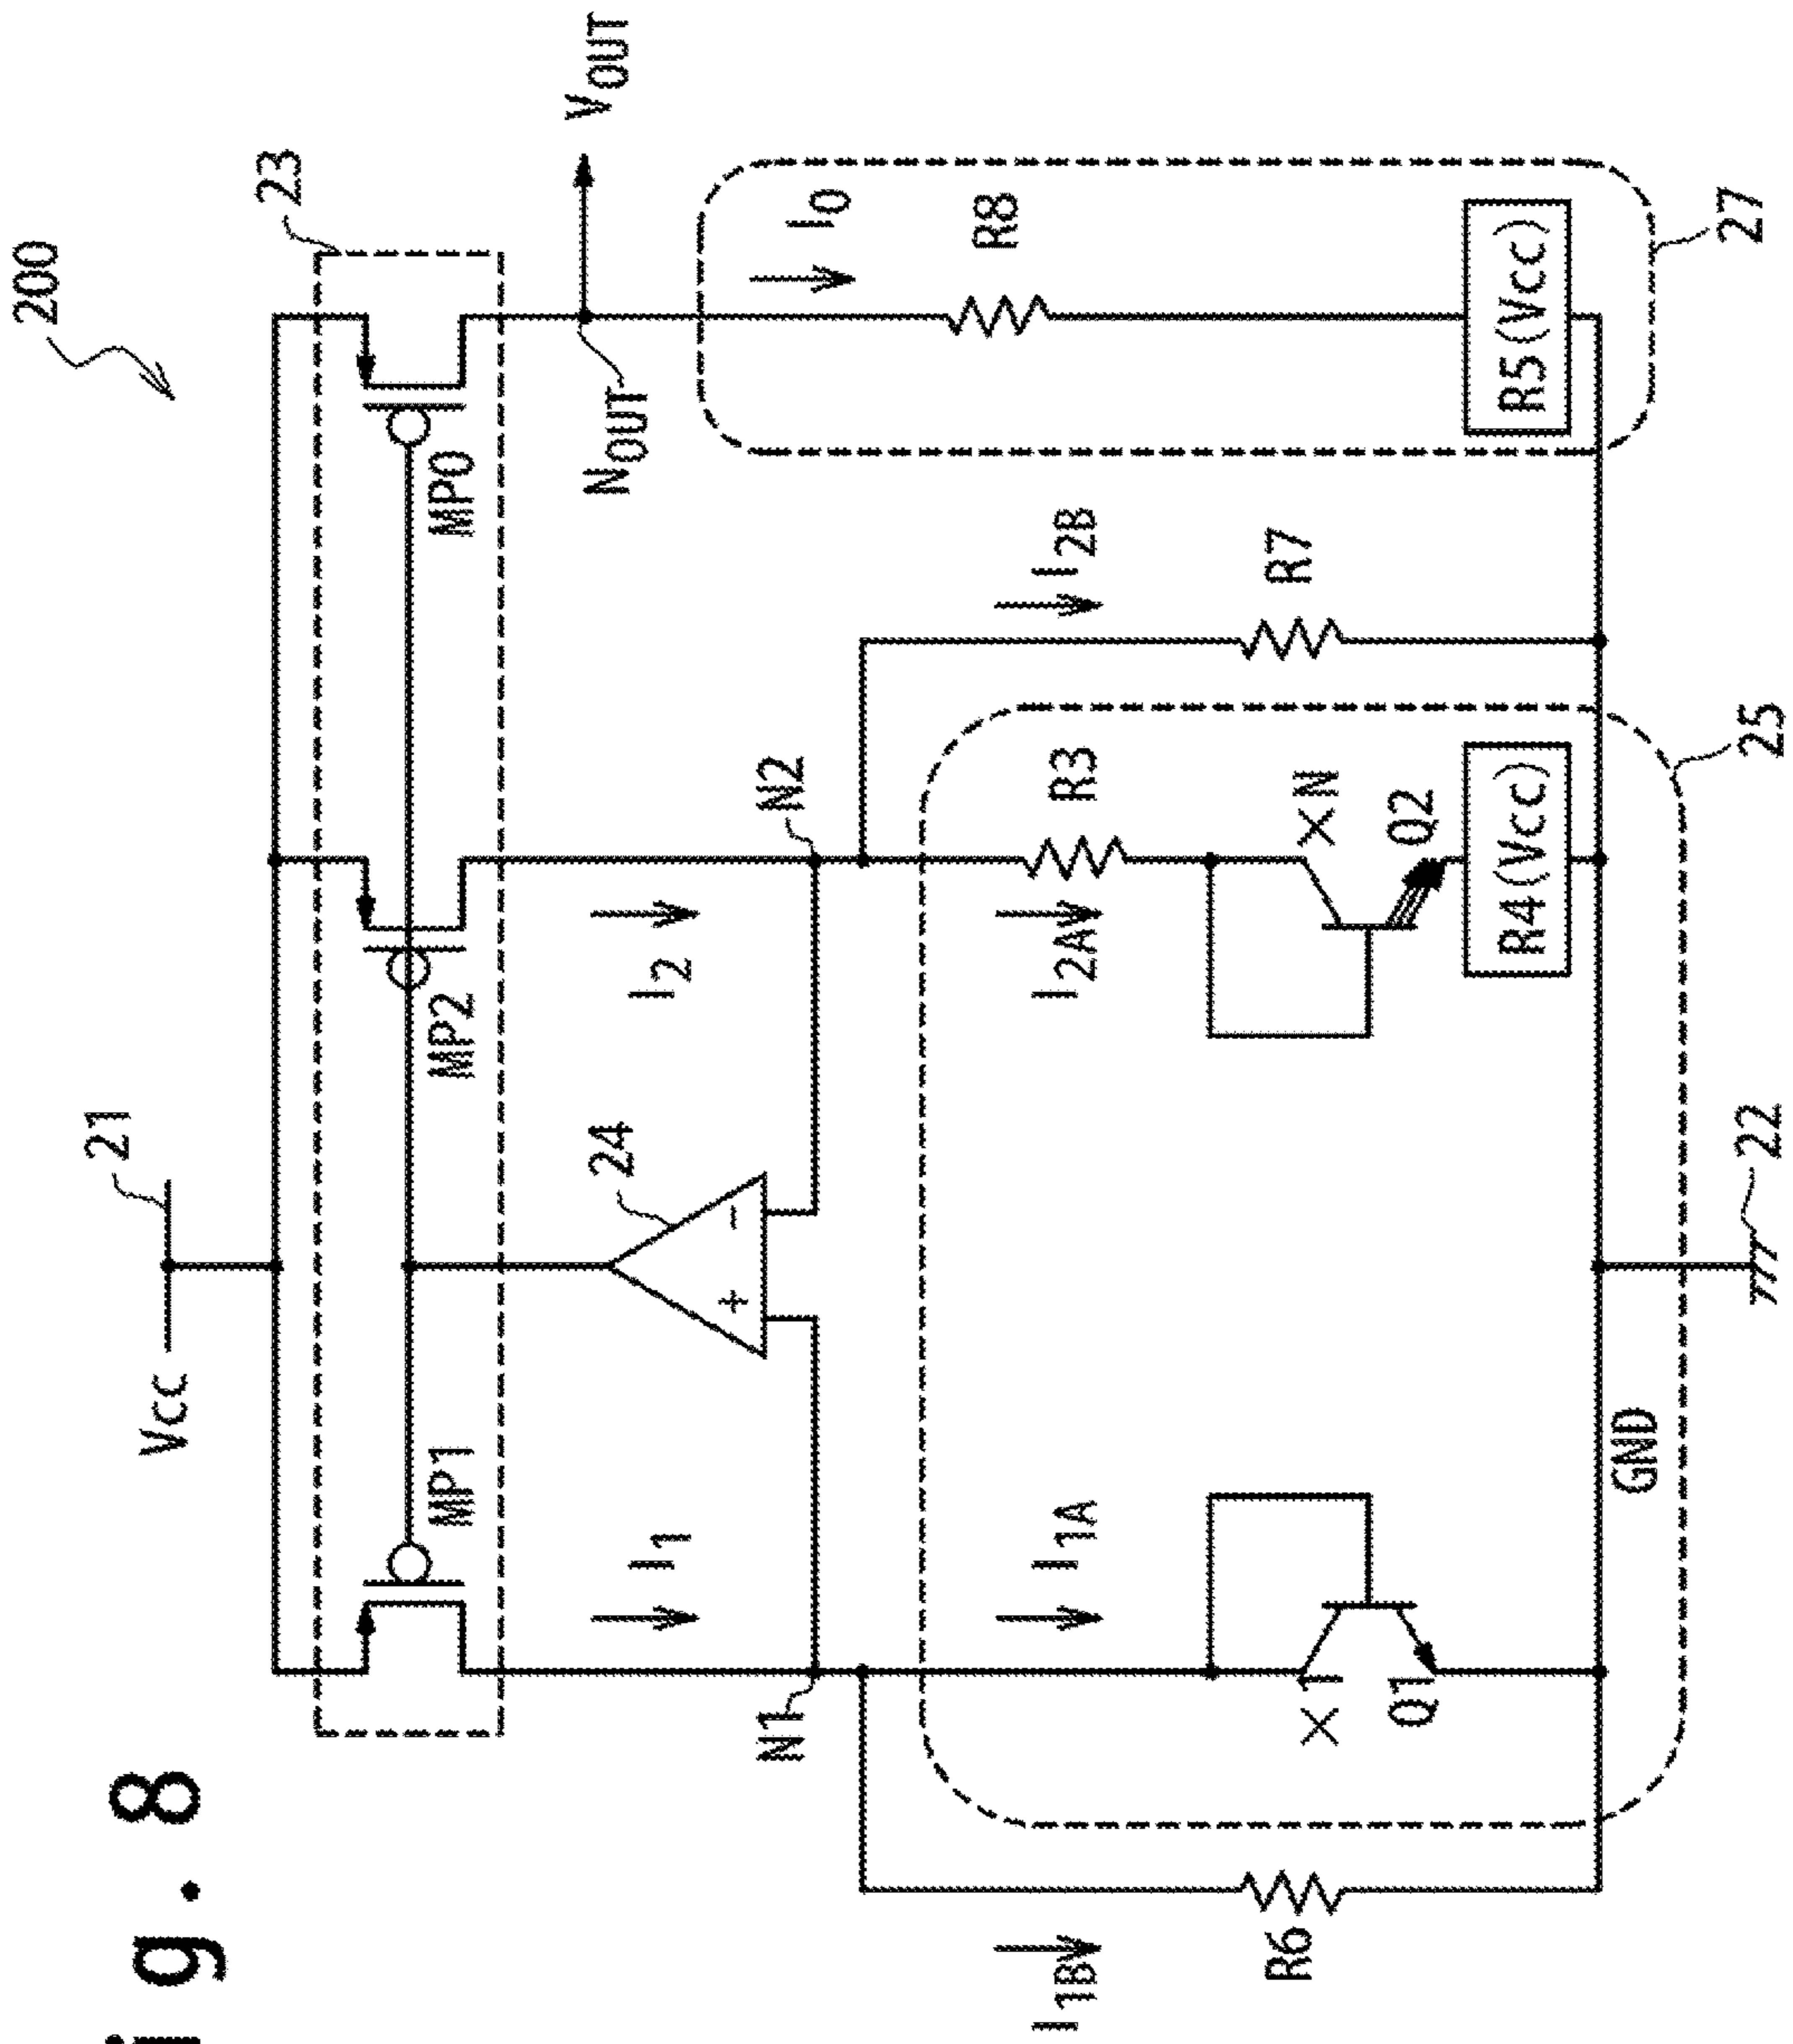 Fig. 8
200
Vcc
21
23
MP1
MP2
MP0
VOUT
NOUT
24
+
-
I1
I2
N1
N2
I1B
I1A
I2A
I2B
I0
R3
R6
R7
R8
×1
Q1
×N
Q2
R4(Vcc)
R5(Vcc)
GND
22
25
27